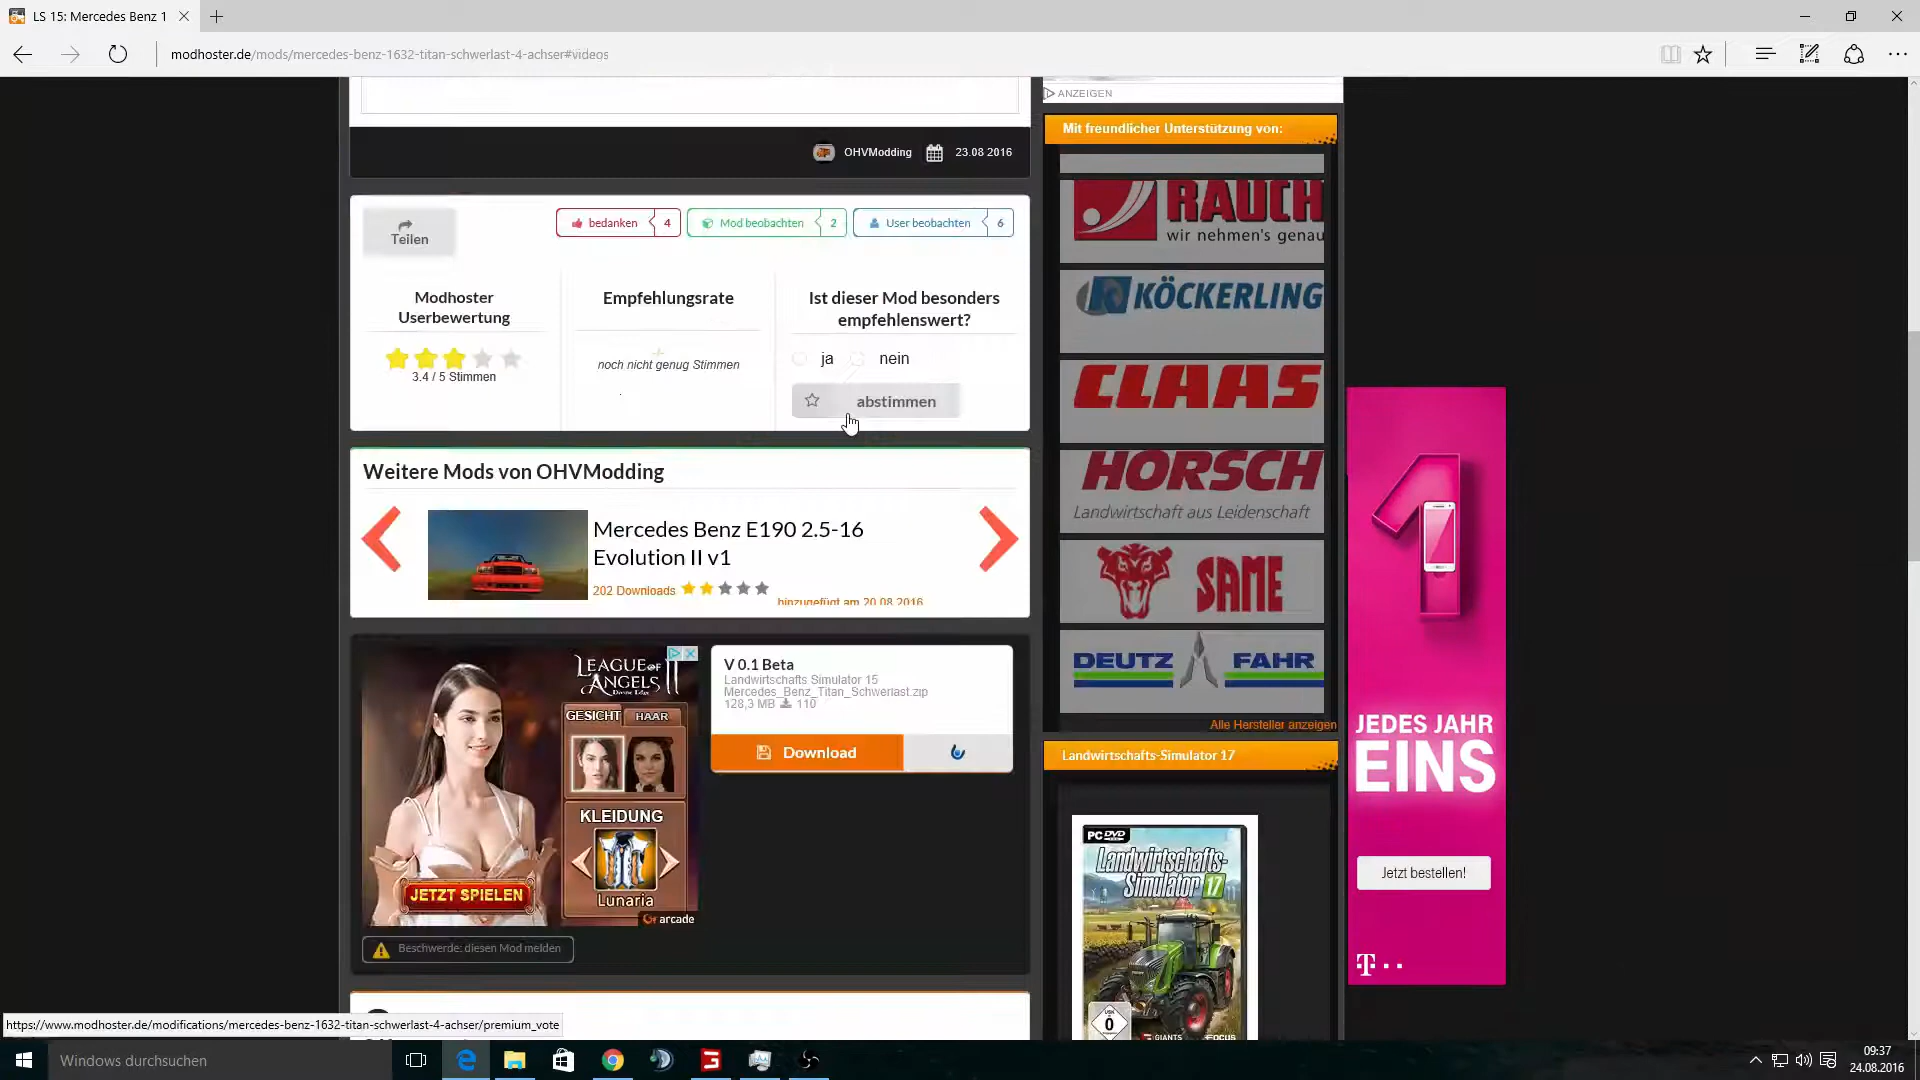 LS 15: Mercedes Benz 1
modhoster.de/mods/mercedes-benz-1632-titan-schwerlast-4-achser#videos
ANZEIGEN
Mit freundlicher Unterstützung von:
OHVModding 23.08 2016
RAUCH
wir nehmen's genau
Teilen
bedanken 4
Mod beobachten 2
User beobachten 6
Modhoster
Userbewertung
3.4 / 5 Stimmen
Empfehlungsrate
noch nicht genug Stimmen
Ist dieser Mod besonders
empfehlenswert?
ja nein
abstimmen
KÖCKERLING
CLAAS
HORSCH
Landwirtschaft aus Leidenschaft
SAME
DEUTZ FAHR
Alle Hersteller anzeigen
Weitere Mods von OHVModding
Mercedes Benz E190 2.5-16
Evolution II v1
202 Downloads
hinzugefügt am 20.08.2016
LEAGUE OF
ANGELS II
GESICHT HAAR
KLEIDUNG
Lunaria
JETZT SPIELEN
arcade
V 0.1 Beta
Landwirtschafts Simulator 15
Mercedes_Benz_Titan_Schwerlast.zip
128,3 MB 110
Download
Beschwerde: diesen Mod melden
Landwirtschafts-Simulator 17
PC DVD
Landwirtschafts-
Simulator 17
0
GIANTS FOCUS
1
JEDES JAHR
EINS
Jetzt bestellen!
T
https://www.modhoster.de/modifications/mercedes-benz-1632-titan-schwerlast-4-achser/premium_vote
Windows durchsuchen
09:37
24.08.2016